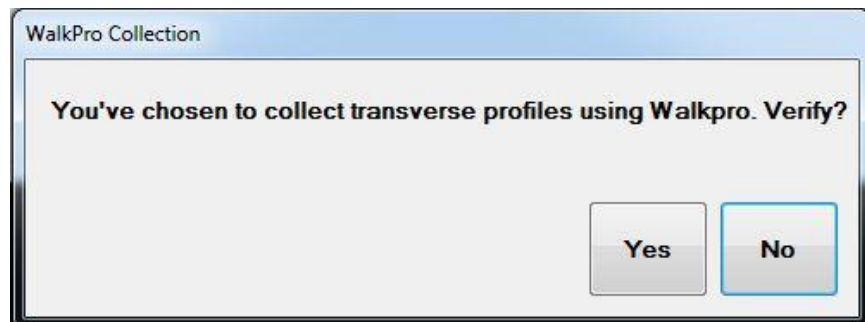 WalkPro Collection
You've chosen to collect transverse profiles using Walkpro. Verify?
Yes No